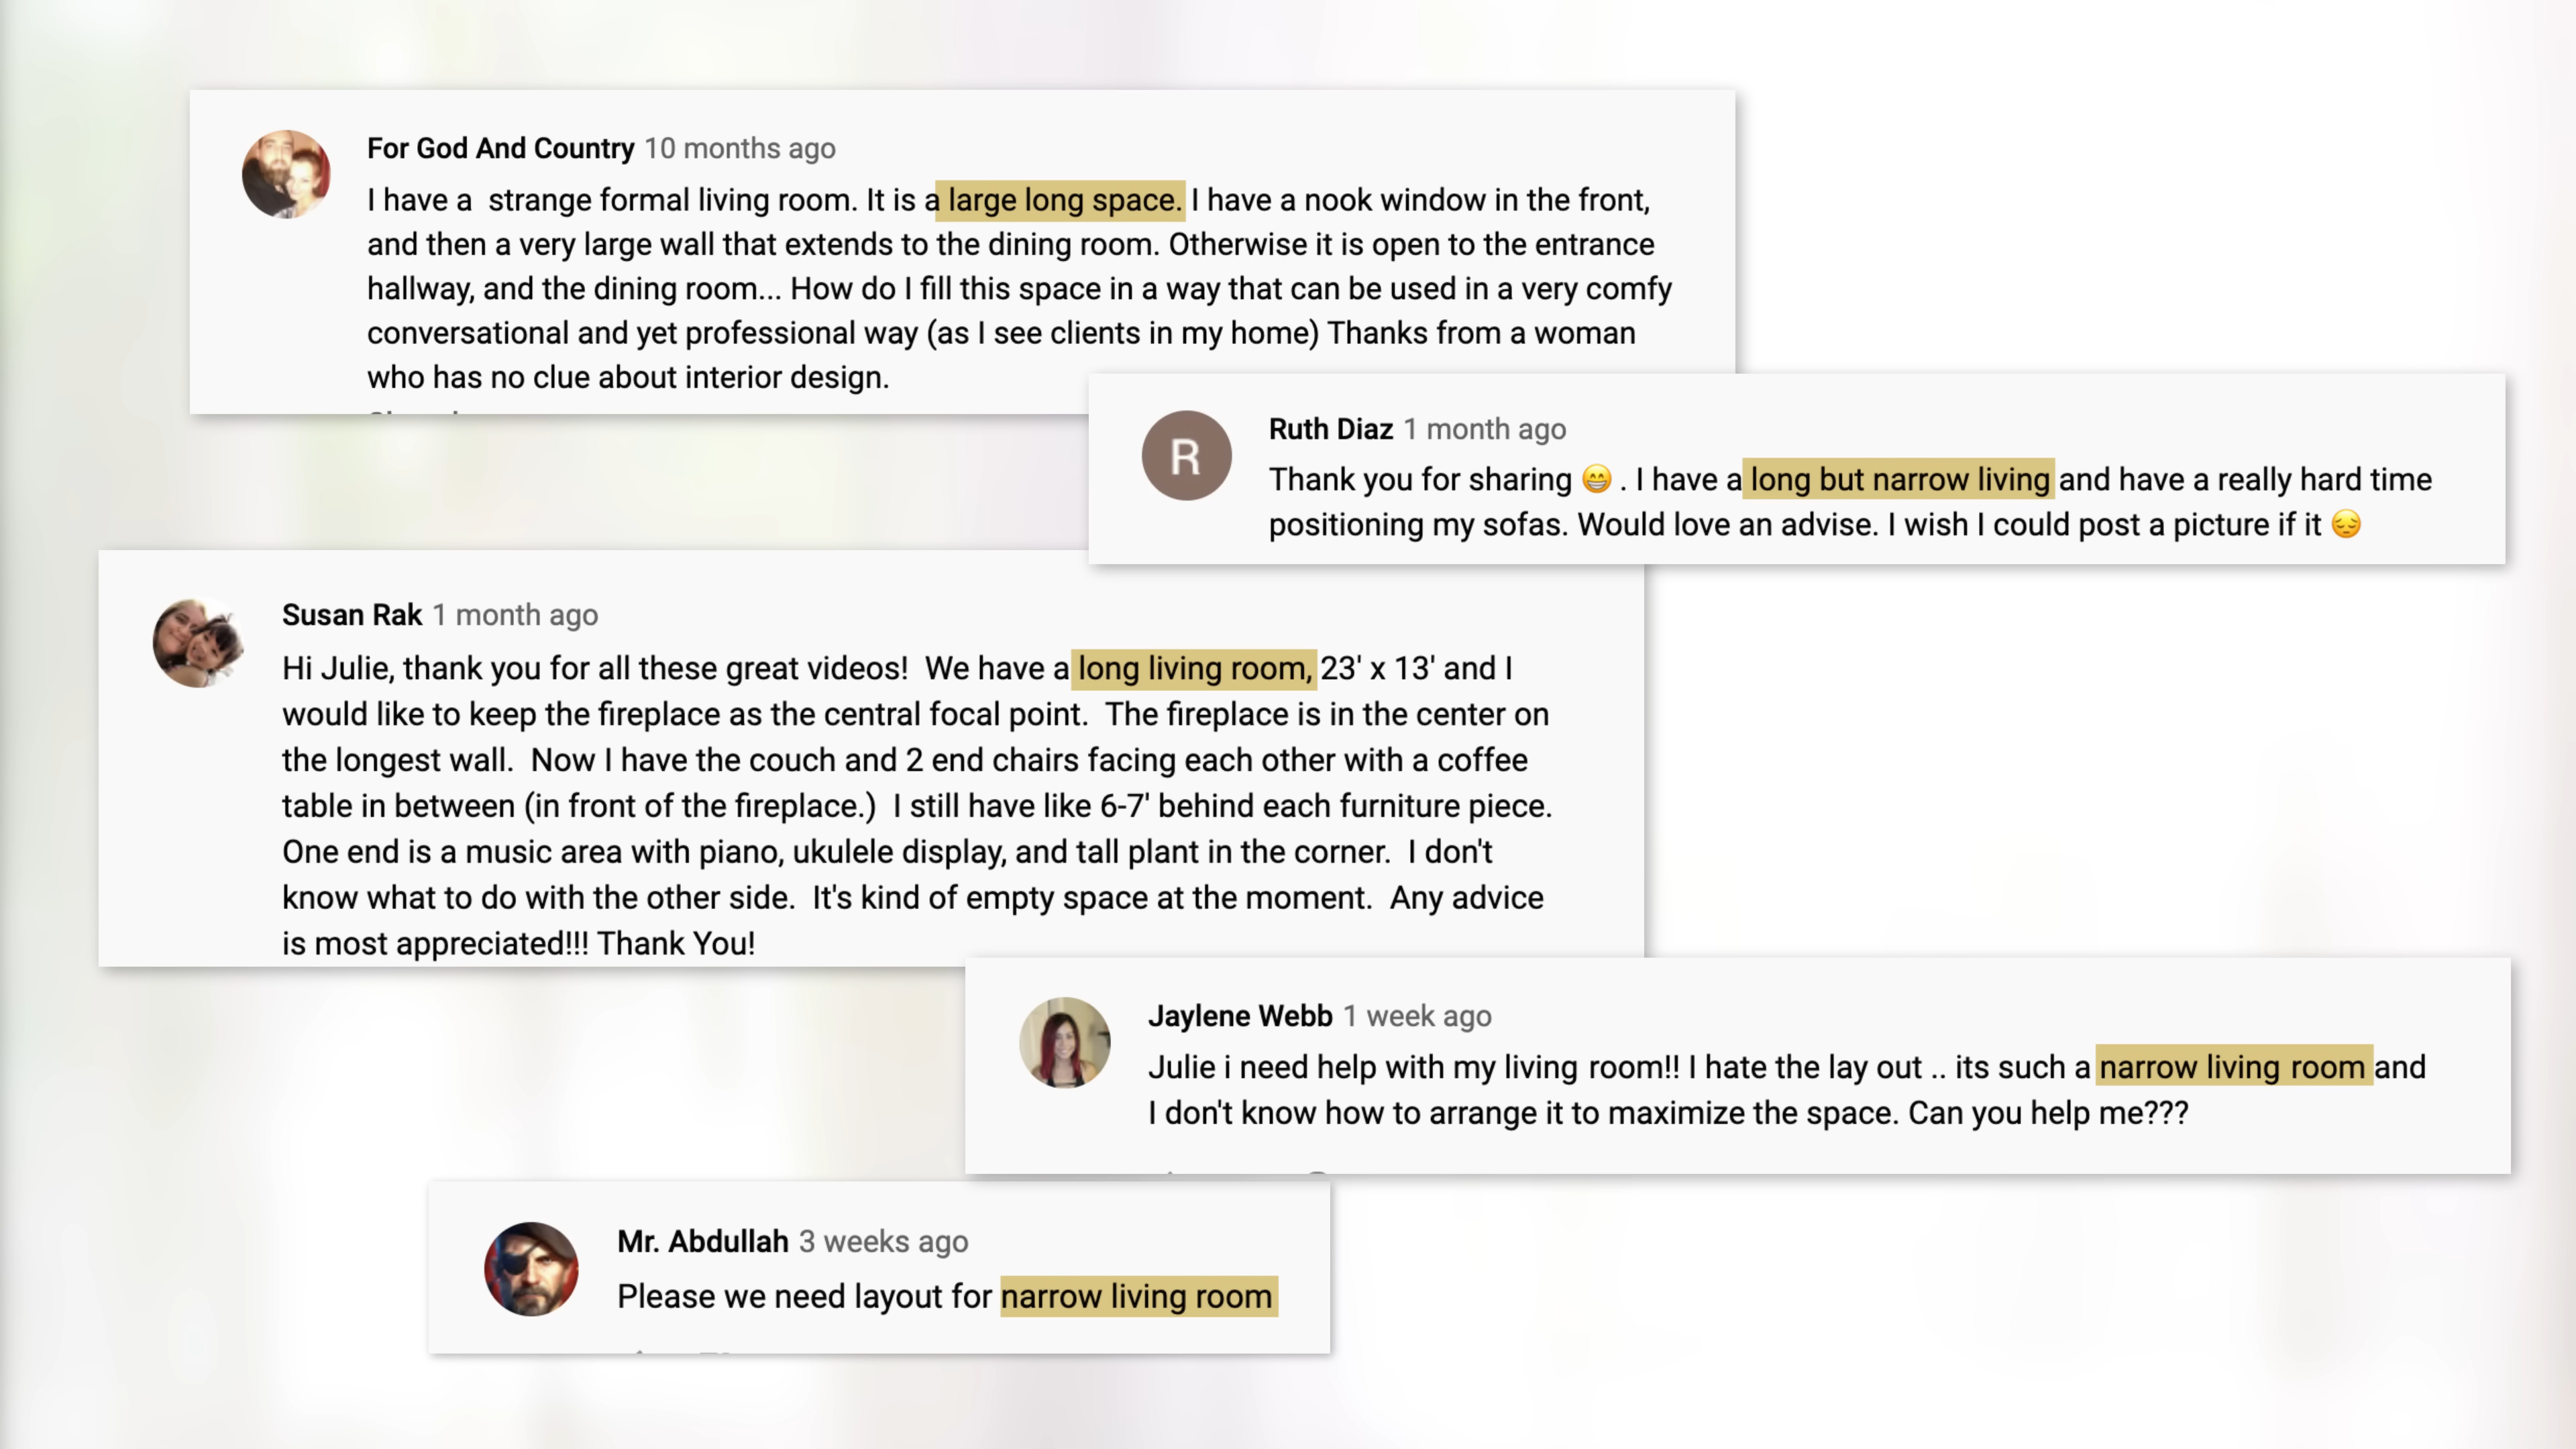 For God And Country 10 months ago
I have a  strange formal living room. It is a large long space. I have a nook window in the front,
and then a very large wall that extends to the dining room. Otherwise it is open to the entrance
hallway, and the dining room... How do I fill this space in a way that can be used in a very comfy
conversational and yet professional way (as I see clients in my home) Thanks from a woman
who has no clue about interior design.
R
Ruth Diaz 1 month ago
Thank you for sharing 😁 . I have a long but narrow living and have a really hard time
positioning my sofas. Would love an advise. I wish I could post a picture if it 😔
Susan Rak 1 month ago
Hi Julie, thank you for all these great videos!  We have a long living room, 23' x 13' and I
would like to keep the fireplace as the central focal point.  The fireplace is in the center on
the longest wall.  Now I have the couch and 2 end chairs facing each other with a coffee
table in between (in front of the fireplace.)  I still have like 6-7' behind each furniture piece.
One end is a music area with piano, ukulele display, and tall plant in the corner.  I don't
know what to do with the other side.  It's kind of empty space at the moment.  Any advice
is most appreciated!!! Thank You!
Jaylene Webb 1 week ago
Julie i need help with my living room!! I hate the lay out .. its such a narrow living room and
I don't know how to arrange it to maximize the space. Can you help me???
Mr. Abdullah 3 weeks ago
Please we need layout for narrow living room